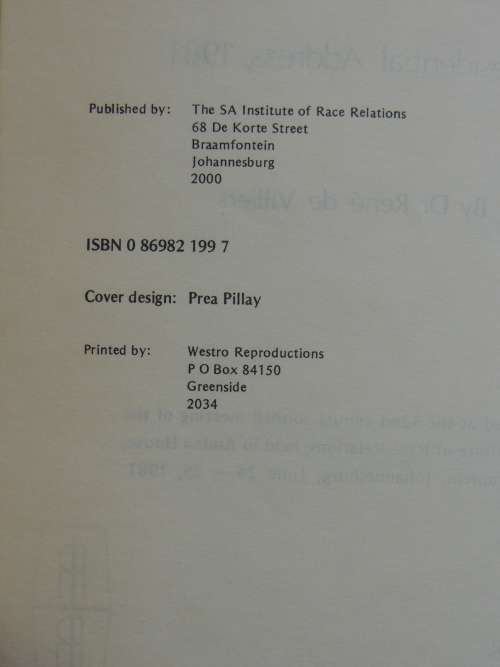 Published by: The SA Institute of Race Relations
68 De Korte Street
Braamfontein
Johannesburg
2000
ISBN 0 86982 199 7
Cover design: Prea Pillay
Printed by: Westro Reproductions
P O Box 84150
Greenside
2034